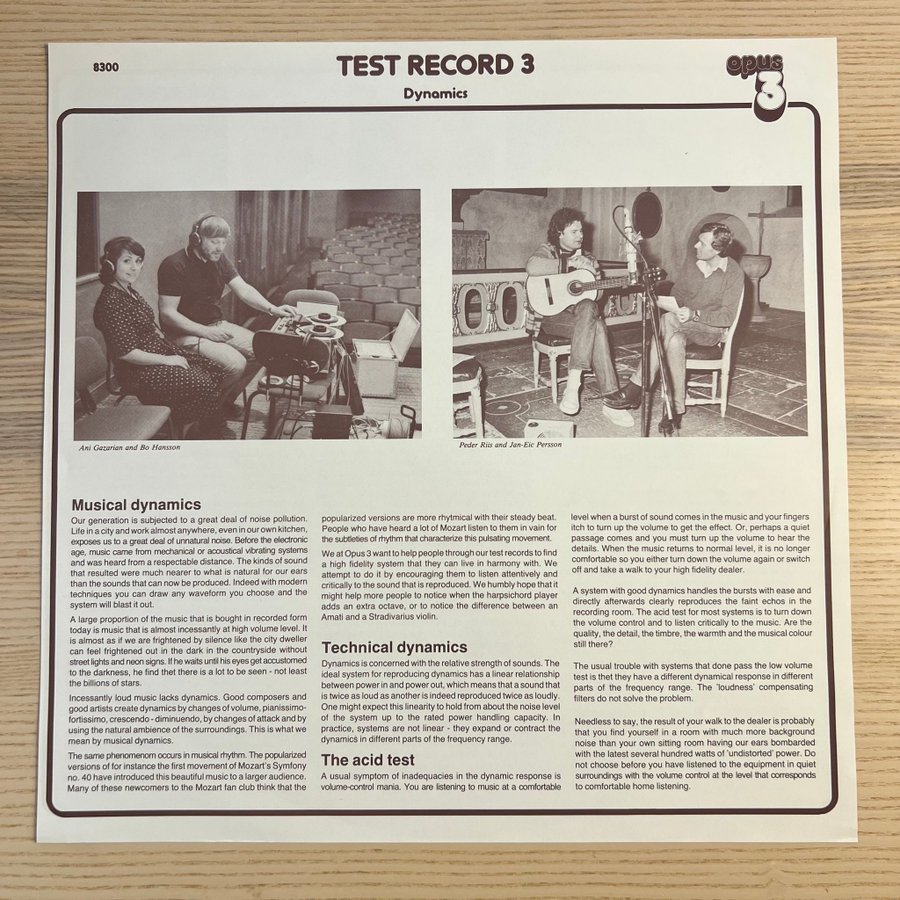 8300
TEST RECORD 3
Dynamics
opus
3
Ani Gazarian and Bo Hansson
Peder Riis and Jan-Eic Persson
Musical dynamics
Our generation is subjected to a great deal of noise pollution.
Life in a city and work almost anywhere, even in our own kitchen,
exposes us to a great deal of unnatural noise. Before the electronic
age, music came from mechanical or acoustical vibrating systems
and was heard from a respectable distance. The kinds of sound
that resulted were much nearer to what is natural for our ears
than the sounds that can now be produced. Indeed with modern
techniques you can draw any waveform you choose and the
system will blast it out.
A large proportion of the music that is bought in recorded form
today is music that is almost incessantly at high volume level. It
is almost as if we are frightened by silence like the city dweller
can feel frightened out in the dark in the countryside without
street lights and neon signs. If he waits until his eyes get accustomed
to the darkness, he find thet there is a lot to be seen - not least
the billions of stars.
Incessantly loud music lacks dynamics. Good composers and
good artists create dynamics by changes of volume, pianissimo-
fortissimo, crescendo - diminuendo, by changes of attack and by
using the natural ambience of the surroundings. This is what we
mean by musical dynamics.
The same phenomenon occurs in musical rhythm. The popularized
versions of for instance the first movement of Mozart's Symfony
no. 40 have introduced this beautiful music to a larger audience.
Many of these newcomers to the Mozart fan club think that the
popularized versions are more rhytmical with their steady beat.
People who have heard a lot of Mozart listen to them in vain for
the subtleties of rhythm that characterize this pulsating movement.
We at Opus 3 want to help people through our test records to find
a high fidelity system that they can live in harmony with. We
attempt to do it by encouraging them to listen attentively and
critically to the sound that is reproduced. We humbly hope that it
might help more people to notice when the harpsichord player
adds an extra octave, or to notice the difference between an
Amati and a Stradivarius violin.
Technical dynamics
Dynamics is concerned with the relative strength of sounds. The
ideal system for reproducing dynamics has a linear relationship
between power in and power out, which means that a sound that
is twice as loud as another is indeed reproduced twice as loudly.
One might expect this linearity to hold from about the noise level
of the system up to the rated power handling capacity. In
practice, systems are not linear - they expand or contract the
dynamics in different parts of the frequency range.
The acid test
A usual symptom of inadequacies in the dynamic response is
volume-control mania. You are listening to music at a comfortable
level when a burst of sound comes in the music and your fingers
itch to turn up the volume to get the effect. Or, perhaps a quiet
passage comes and you must turn up the volume to hear the
details. When the music returns to normal level, it is no longer
comfortable so you either turn down the volume again or switch
off and take a walk to your high fidelity dealer.
A system with good dynamics handles the bursts with ease and
directly afterwards clearly reproduces the faint echoes in the
recording room. The acid test for most systems is to turn down
the volume control and to listen critically to the music. Are the
quality, the detail, the timbre, the warmth and the musical colour
still there?
The usual trouble with systems that done pass the low volume
test is thet they have a different dynamical response in different
parts of the frequency range. The 'loudness' compensating
filters do not solve the problem.
Needless to say, the result of your walk to the dealer is probably
that you find yourself in a room with much more background
noise than your own sitting room having our ears bombarded
with the latest several hundred watts of 'undistorted' power. Do
not choose before you have listened to the equipment in quiet
surroundings with the volume control at the level that corresponds
to comfortable home listening.